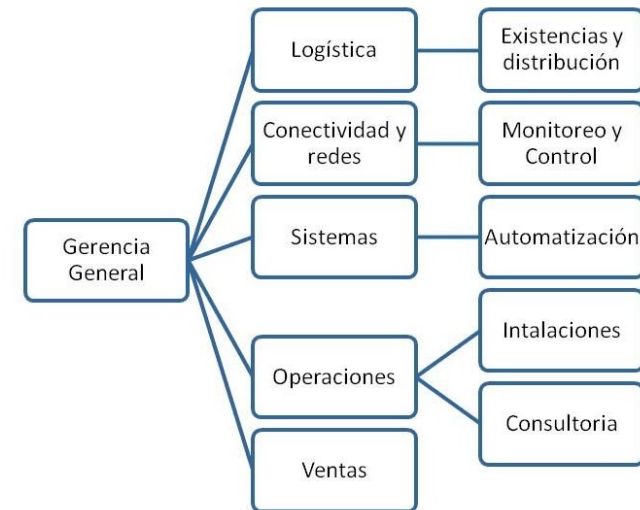 Logística
Existencias y
distribución
Conectividad y
redes
Monitoreo y
Control
Gerencia
General
Sistemas
Automatización
Operaciones
Intalaciones
Consultoria
Ventas